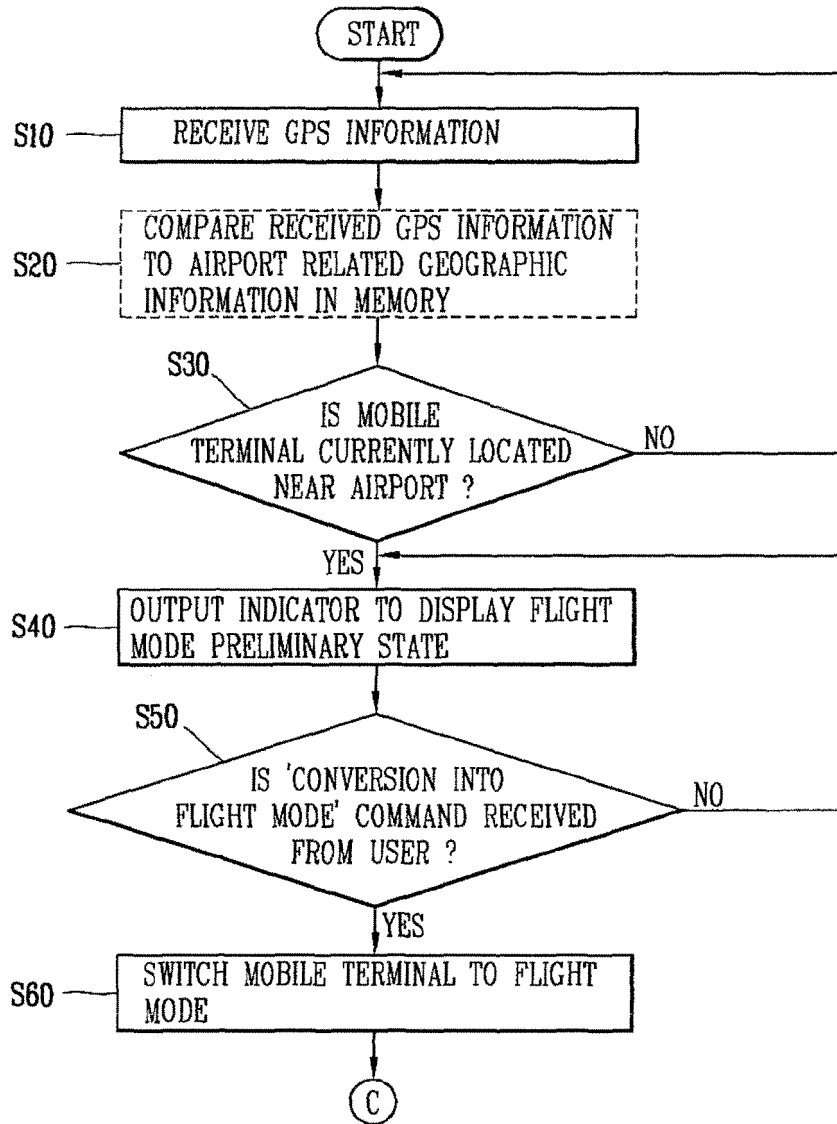 START
S10
RECEIVE GPS INFORMATION
S20
COMPARE RECEIVED GPS INFORMATION
TO AIRPORT RELATED GEOGRAPHIC
INFORMATION IN MEMORY
S30
IS MOBILE
TERMINAL CURRENTLY LOCATED
NEAR AIRPORT ?
NO
YES
S40
OUTPUT INDICATOR TO DISPLAY FLIGHT
MODE PRELIMINARY STATE
S50
IS 'CONVERSION INTO
FLIGHT MODE' COMMAND RECEIVED
FROM USER ?
NO
YES
S60
SWITCH MOBILE TERMINAL TO FLIGHT
MODE
C